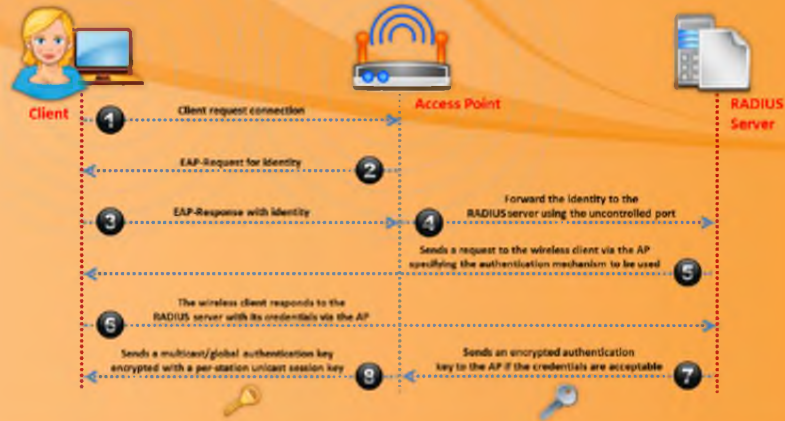 Client
Access Point
RADIUS
Server
1
Client request connection
EAP-Request for identity
2
3
EAP-Response with identity
4
Forward the identity to the
RADIUS server using the uncontrolled port
Sends a request to the wireless client via the AP
specifying the authentication mechanism to be used
5
6
The wireless client responds to the
RADIUS server with its credentials via the AP
Sends a multicast/global authentication key
encrypted with a per-station unicast session key
8
Sends an encrypted authentication
key to the AP if the credentials are acceptable
7